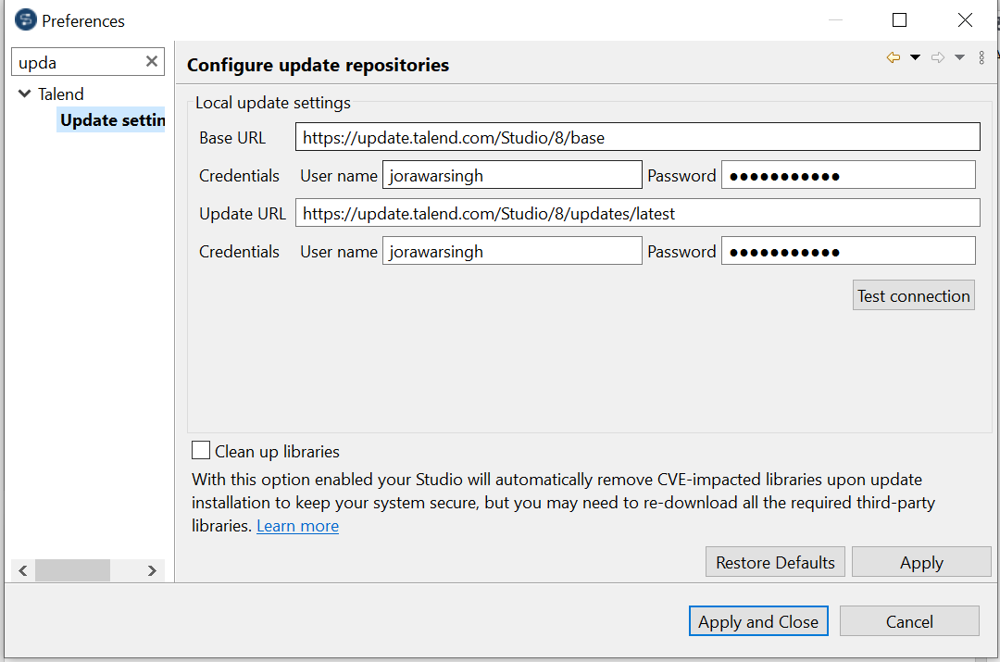 Preferences
upda
Configure update repositories
Talend
Update settin
Local update settings
Base URL https://update.talend.com/Studio/8/base
Credentials User name jorawarsingh Password ●●●●●●●●●●●
Update URL https://update.talend.com/Studio/8/updates/latest
Credentials User name jorawarsingh Password ●●●●●●●●●●●
Test connection
Clean up libraries
With this option enabled your Studio will automatically remove CVE-impacted libraries upon update
installation to keep your system secure, but you may need to re-download all the required third-party
libraries. Learn more
Restore Defaults Apply
Apply and Close Cancel